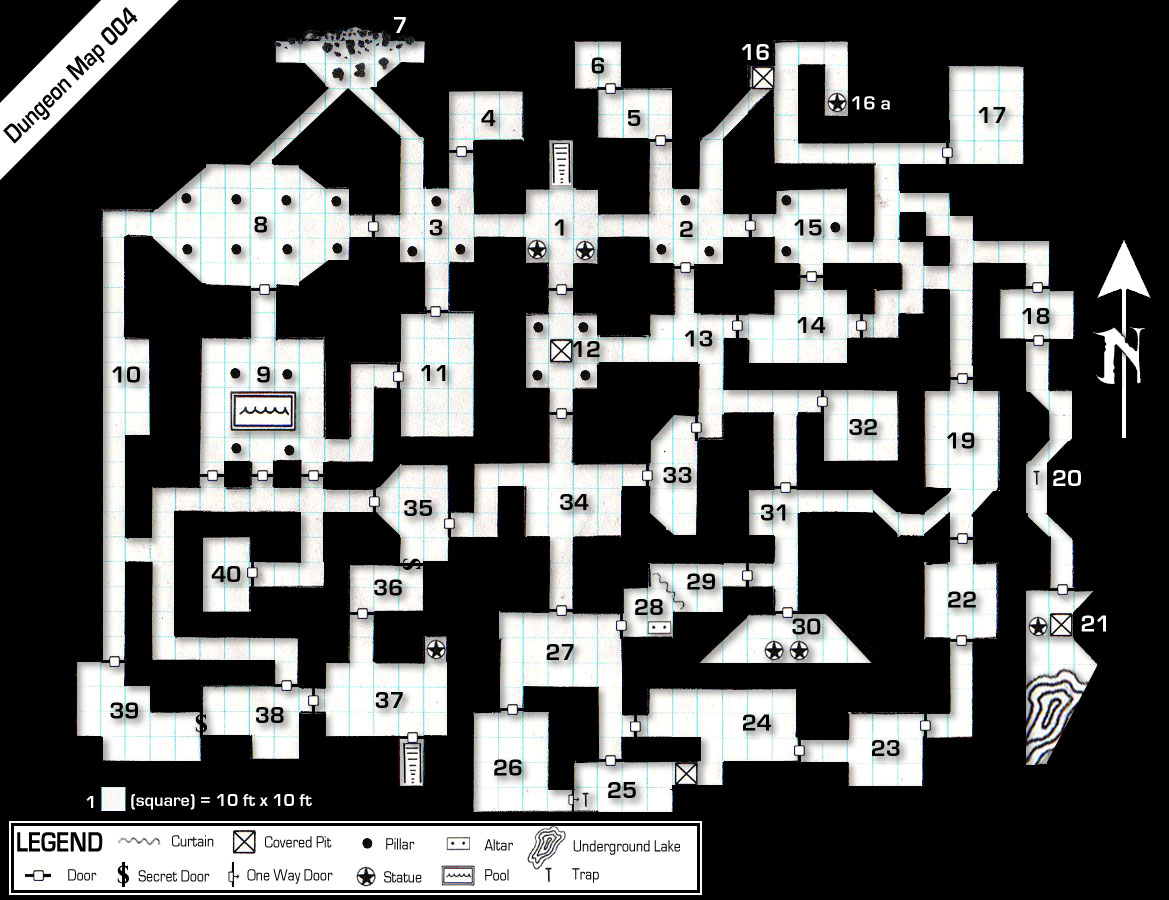 Dungeon Map 004
7
16
6
16 a
4
5
17
8
3
1
2
15
18
14
13
12
10
9
11
N
32
19
33
20
35
34
31
40
36
29
28
22
30
21
27
37
39
38
24
23
26
25
T
T
S
S
1 (square) = 10 ft x 10 ft
LEGEND
Curtain
Covered Pit
Pillar
Altar
Underground Lake
Door
$ Secret Door
One Way Door
Statue
Pool
T Trap